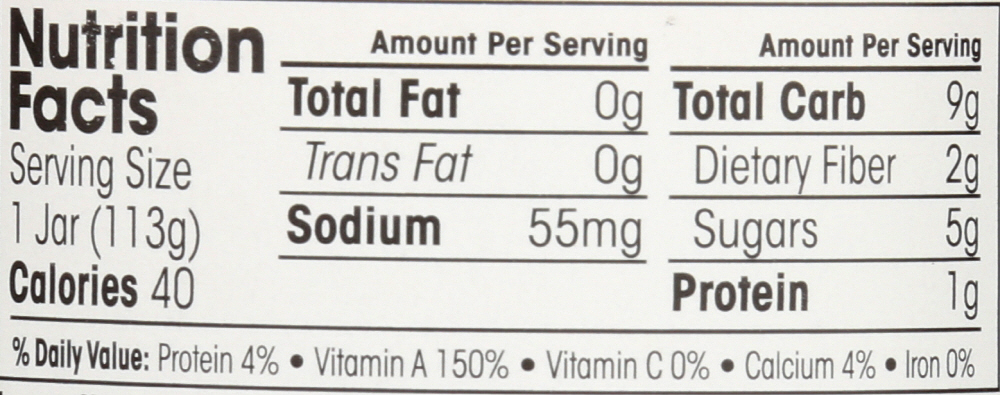 Nutrition
Facts
Serving Size
1 Jar (113g)
Calories 40
Amount Per Serving
Total Fat 0g
Trans Fat 0g
Sodium 55mg
Amount Per Serving
Total Carb 9g
Dietary Fiber 2g
Sugars 5g
Protein 1g
% Daily Value: Protein 4% • Vitamin A 150% • Vitamin C 0% • Calcium 4% • Iron 0%